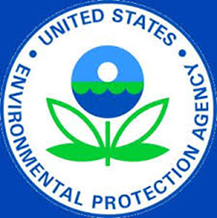 UNITED STATES
• ENVIRONMENTAL PROTECTION AGENCY •